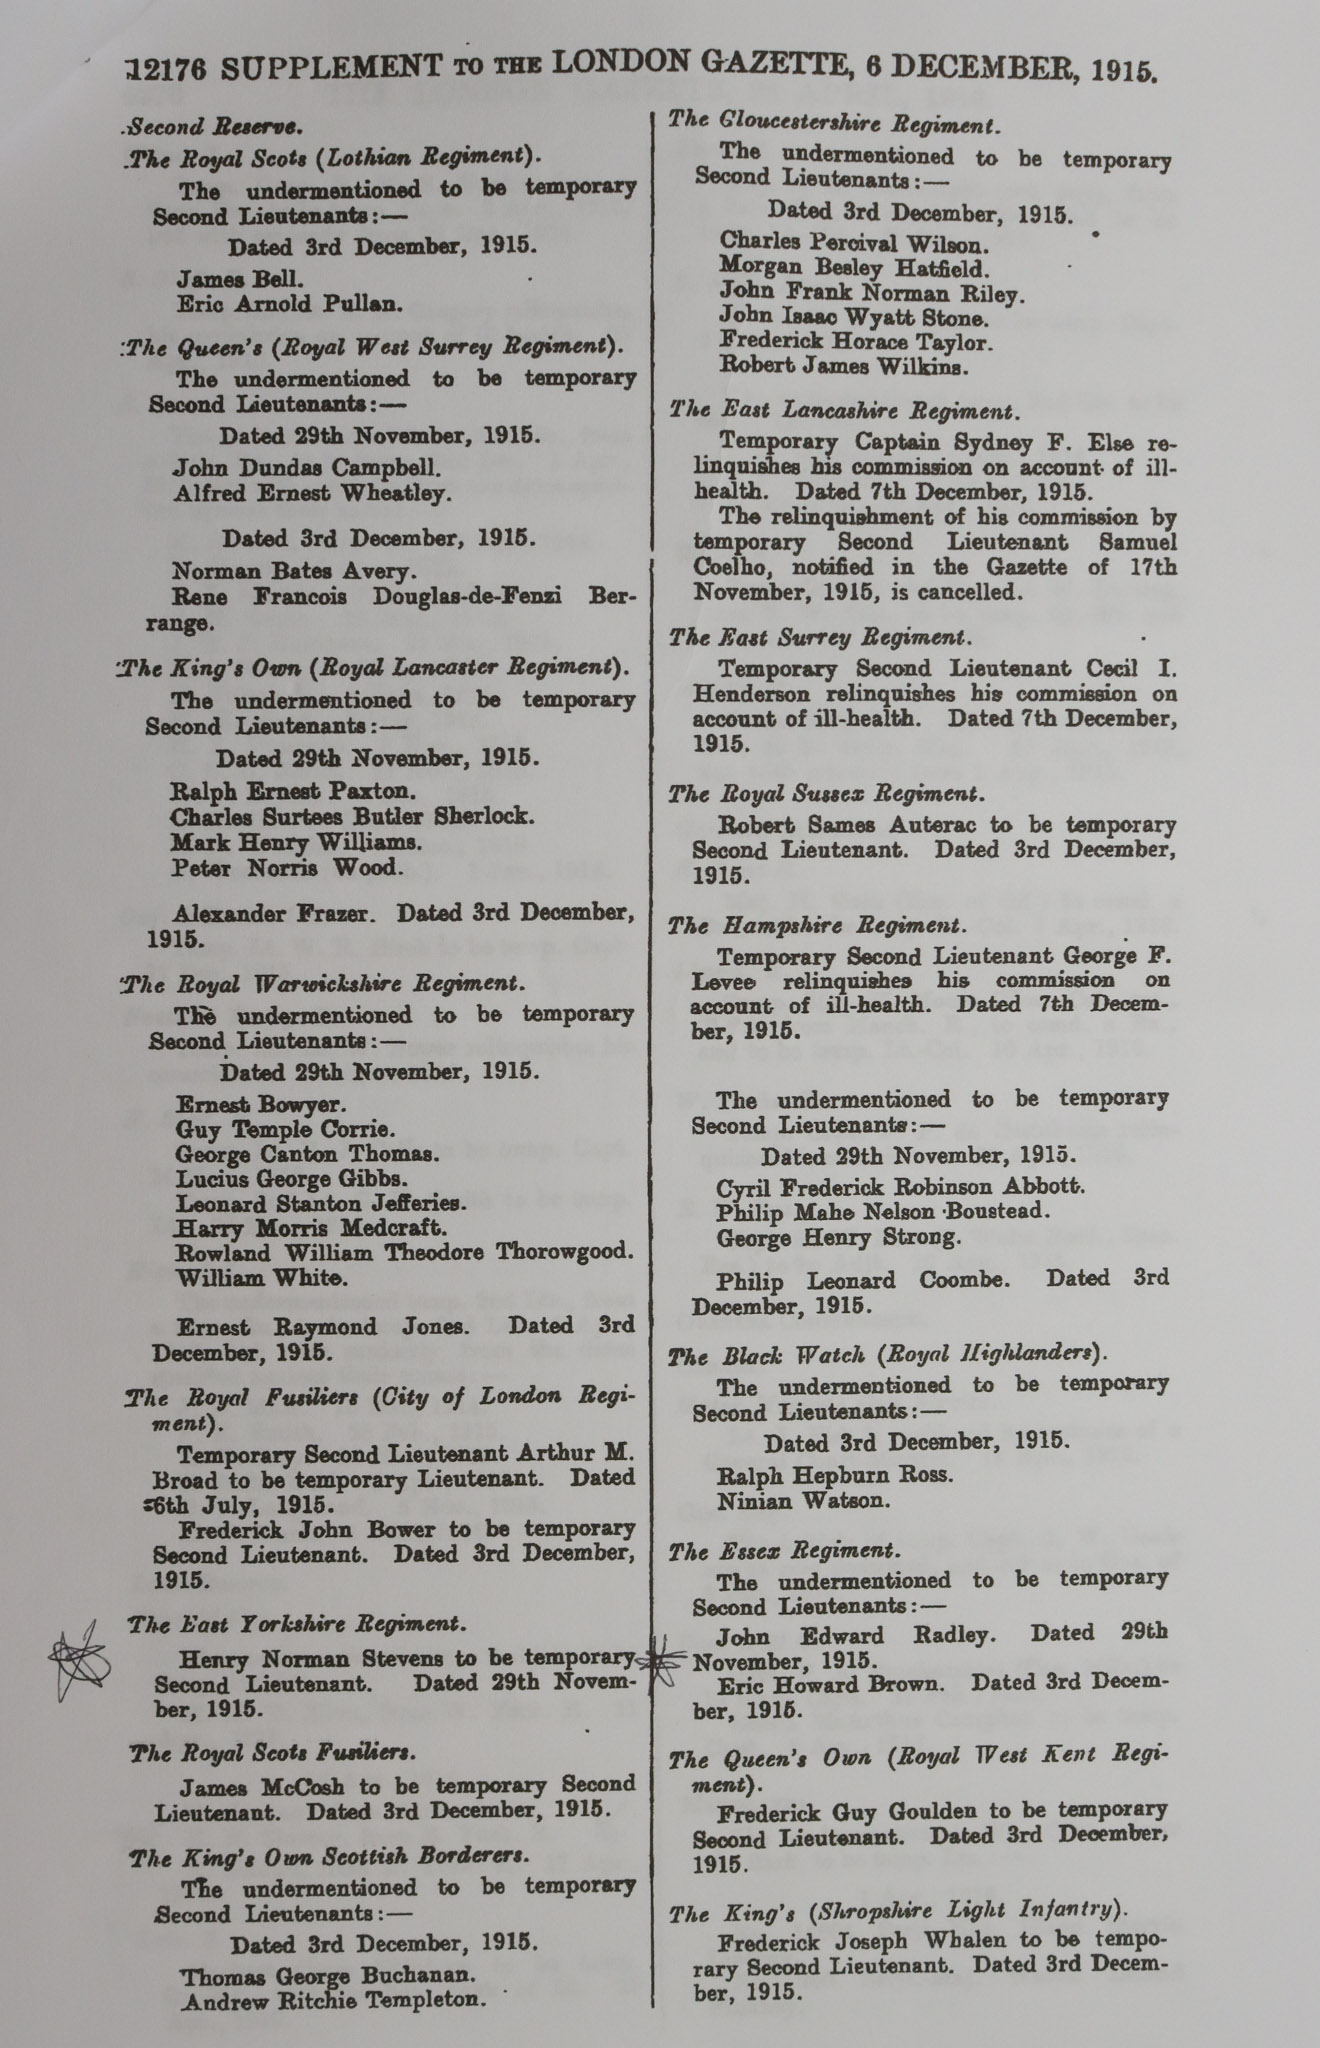 12176 SUPPLEMENT TO THE LONDON GAZETTE, 6 DECEMBER, 1915.
Second Reserve.
The Royal Scots (Lothian Regiment).
The undermentioned to be temporary
Second Lieutenants:—
Dated 3rd December, 1915.
James Bell.
Eric Arnold Pullan.
The Queen's (Royal West Surrey Regiment).
The undermentioned to be temporary
Second Lieutenants:—
Dated 29th November, 1915.
John Dundas Campbell.
Alfred Ernest Wheatley.
Dated 3rd December, 1915.
Norman Bates Avery.
Rene Francois Douglas-de-Fenzi Ber-
range.
The King's Own (Royal Lancaster Regiment).
The undermentioned to be temporary
Second Lieutenants:—
Dated 29th November, 1915.
Ralph Ernest Paxton.
Charles Surtees Butler Sherlock.
Mark Henry Williams.
Peter Norris Wood.
Alexander Frazer. Dated 3rd December,
1915.
The Royal Warwickshire Regiment.
The undermentioned to be temporary
Second Lieutenants:—
Dated 29th November, 1915.
Ernest Bowyer.
Guy Temple Corrie.
George Canton Thomas.
Lucius George Gibbs.
Leonard Stanton Jefferies.
Harry Morris Medcraft.
Rowland William Theodore Thorowgood.
William White.
Ernest Raymond Jones. Dated 3rd
December, 1915.
The Royal Fusiliers (City of London Regi-
ment).
Temporary Second Lieutenant Arthur M.
Broad to be temporary Lieutenant. Dated
6th July, 1915.
Frederick John Bower to be temporary
Second Lieutenant. Dated 3rd December,
1915.
The East Yorkshire Regiment.
Henry Norman Stevens to be temporary
Second Lieutenant. Dated 29th Novem-
ber, 1915.
The Royal Scots Fusiliers.
James McCosh to be temporary Second
Lieutenant. Dated 3rd December, 1915.
The King's Own Scottish Borderers.
The undermentioned to be temporary
Second Lieutenants:—
Dated 3rd December, 1915.
Thomas George Buchanan.
Andrew Ritchie Templeton.
The Gloucestershire Regiment.
The undermentioned to be temporary
Second Lieutenants:—
Dated 3rd December, 1915.
Charles Percival Wilson.
Morgan Besley Hatfield.
John Frank Norman Riley.
John Isaac Wyatt Stone.
Frederick Horace Taylor.
Robert James Wilkins.
The East Lancashire Regiment.
Temporary Captain Sydney F. Else re-
linquishes his commission on account of ill-
health. Dated 7th December, 1915.
The relinquishment of his commission by
temporary Second Lieutenant Samuel
Coelho, notified in the Gazette of 17th
November, 1915, is cancelled.
The East Surrey Regiment.
Temporary Second Lieutenant Cecil I.
Henderson relinquishes his commission on
account of ill-health. Dated 7th December,
1915.
The Royal Sussex Regiment.
Robert Sames Auterac to be temporary
Second Lieutenant. Dated 3rd December,
1915.
The Hampshire Regiment.
Temporary Second Lieutenant George F.
Levee relinquishes his commission on
account of ill-health. Dated 7th Decem-
ber, 1915.
The undermentioned to be temporary
Second Lieutenants:—
Dated 29th November, 1915.
Cyril Frederick Robinson Abbott.
Philip Mahe Nelson Boustead.
George Henry Strong.
Philip Leonard Coombe. Dated 3rd
December, 1915.
The Black Watch (Royal Highlanders).
The undermentioned to be temporary
Second Lieutenants:—
Dated 3rd December, 1915.
Ralph Hepburn Ross.
Ninian Watson.
The Essex Regiment.
The undermentioned to be temporary
Second Lieutenants:—
John Edward Radley. Dated 29th
November, 1915.
Eric Howard Brown. Dated 3rd Decem-
ber, 1915.
The Queen's Own (Royal West Kent Regi-
ment).
Frederick Guy Goulden to be temporary
Second Lieutenant. Dated 3rd December,
1915.
The King's (Shropshire Light Infantry).
Frederick Joseph Whalen to be tempo-
rary Second Lieutenant. Dated 3rd Decem-
ber, 1915.